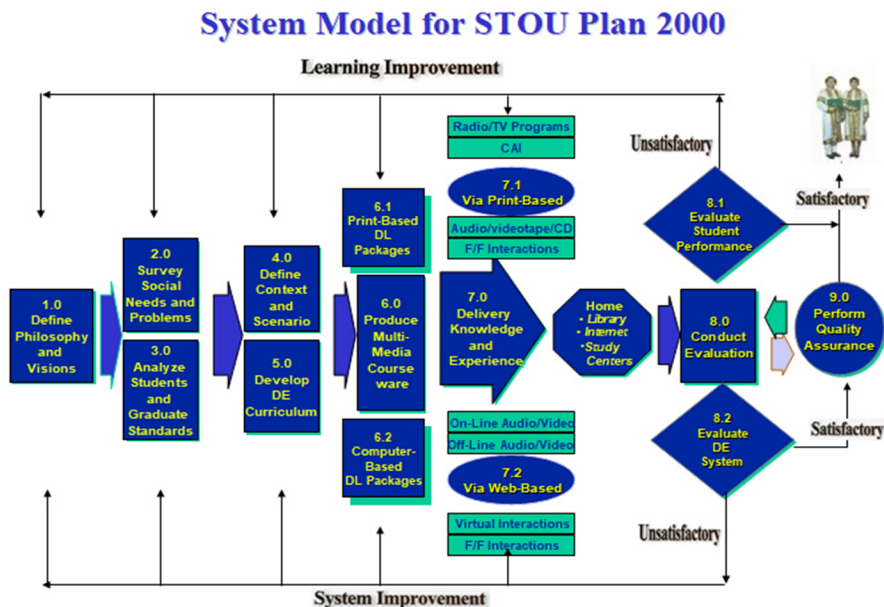 System Model for STOU Plan 2000
Learning Improvement
Radio/TV Programs
CAI
Unsatisfactory
7.1
Via Print-Based
8.1
Evaluate
Student
Performance
Satisfactory
6.1
Print-Based
DL
Packages
Audio/videotape/CD
F/F Interactions
2.0
Survey
Social
Needs and
Problems
4.0
Define
Context
and
Scenario
1.0
Define
Philosophy
and
Visions
6.0
Produce
Multi-
Media
Course
ware
7.0
Delivery
Knowledge
and
Experience
Home
• Library
• Internet
•Study
Centers
8.0
Conduct
Evaluation
9.0
Perform
Quality
Assurance
3.0
Analyze
Students
and
Graduate
Standards
5.0
Develop
DE
Curriculum
6.2
Computer-
Based
DL Packages
On-Line Audio/Video
Off-Line Audio/Video
7.2
Via Web-Based
8.2
Evaluate
DE
System
Satisfactory
Virtual Interactions
F/F Interactions
Unsatisfactory
System Improvement